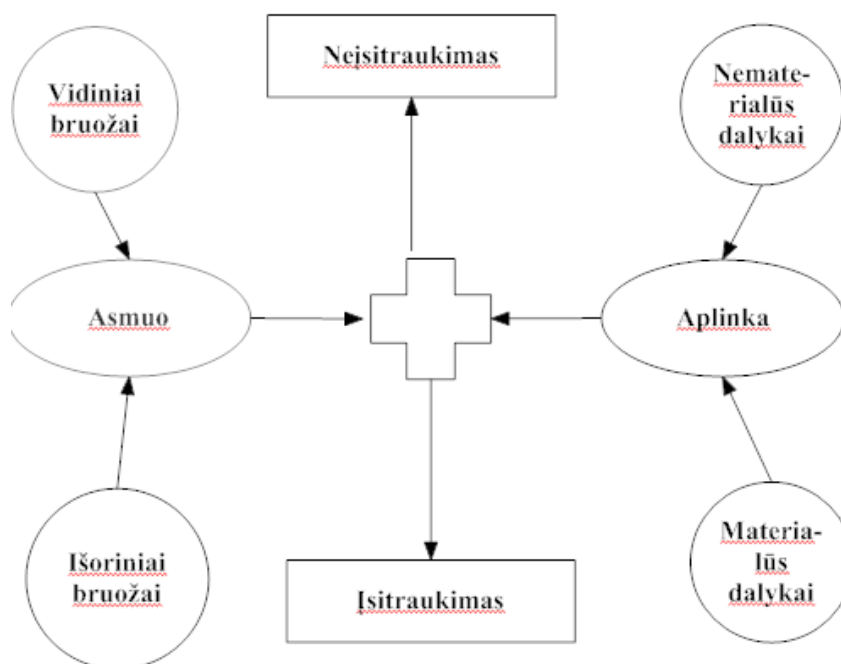 Neįsitraukimas
Vidiniai
bruožai
Nemate-
rialūs
dalykai
Asmuo
Aplinka
Išoriniai
bruožai
Įsitraukimas
Materia-
lūs
dalykai